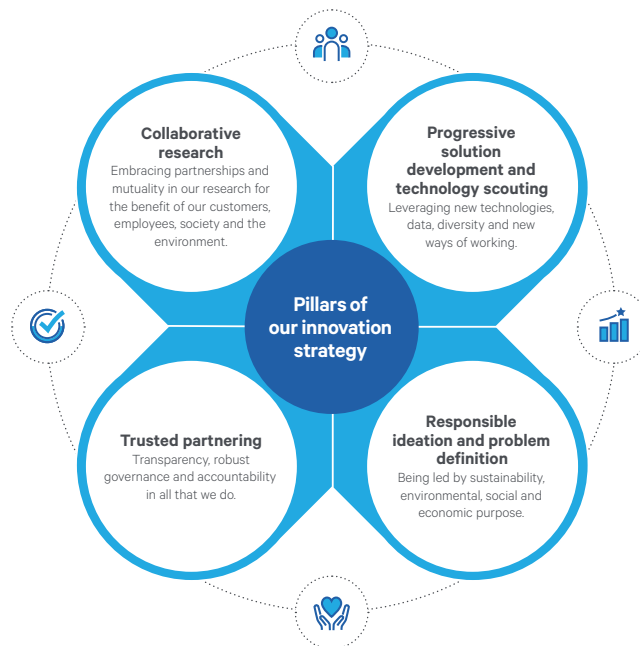 Collaborative
research
Embracing partnerships and
mutuality in our research for
the benefit of our customers,
employees, society and the
environment.
Progressive
solution
development and
technology scouting
Leveraging new technologies,
data, diversity and new
ways of working.
Pillars of
our innovation
strategy
Trusted partnering
Transparency, robust
governance and accountability
in all that we do.
Responsible
ideation and problem
definition
Being led by sustainability,
environmental, social and
economic purpose.